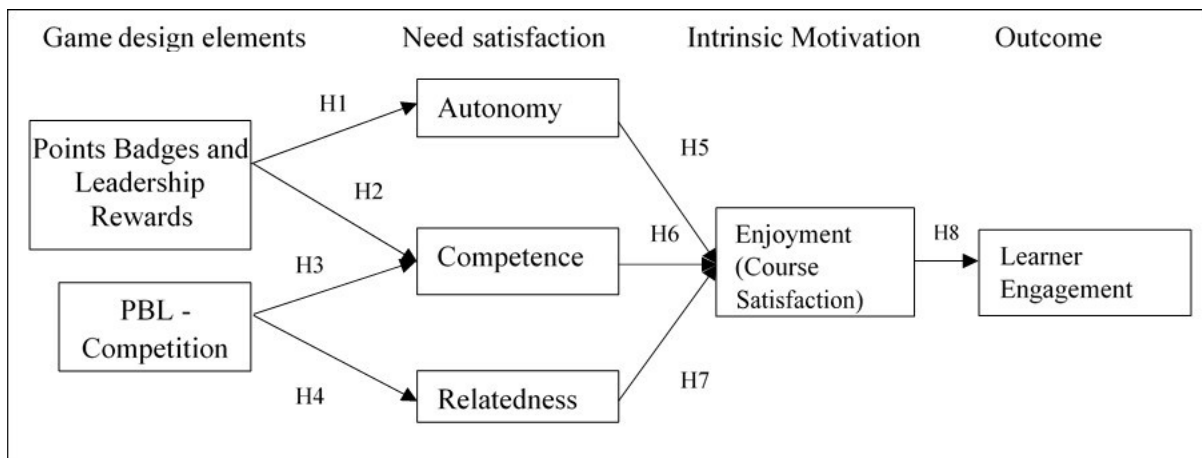 Game design elements
Need satisfaction
Intrinsic Motivation
Outcome
H1
Autonomy
Points Badges and
Leadership
Rewards
H5
H2
H3
Competence
H6
Enjoyment
(Course
Satisfaction)
H8
Learner
Engagement
PBL -
Competition
H4
Relatedness
H7